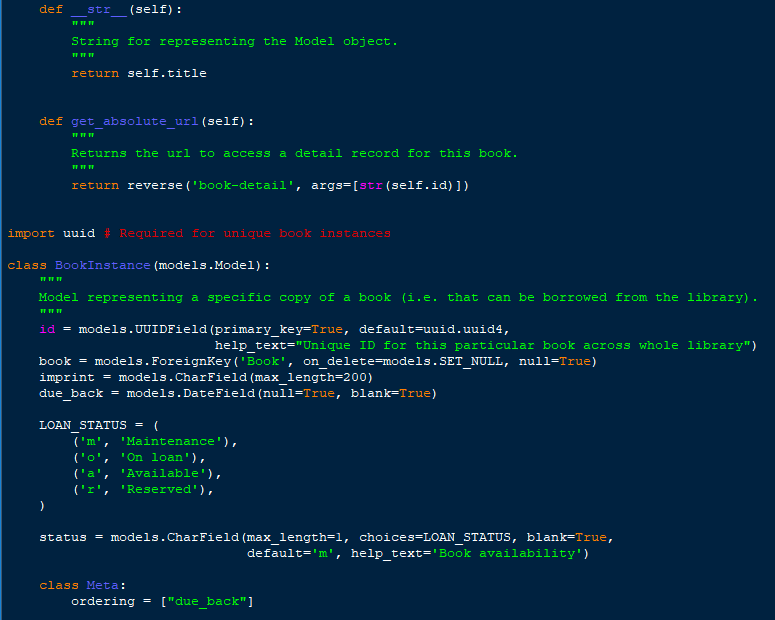 def __str__(self):
        """
        String for representing the Model object.
        """
        return self.title


    def get_absolute_url(self):
        """
        Returns the url to access a detail record for this book.
        """
        return reverse('book-detail', args=[str(self.id)])


import uuid # Required for unique book instances

class BookInstance(models.Model):
    """
    Model representing a specific copy of a book (i.e. that can be borrowed from the library).
    """
    id = models.UUIDField(primary_key=True, default=uuid.uuid4,
                          help_text="Unique ID for this particular book across whole library")
    book = models.ForeignKey('Book', on_delete=models.SET_NULL, null=True)
    imprint = models.CharField(max_length=200)
    due_back = models.DateField(null=True, blank=True)

    LOAN_STATUS = (
        ('m', 'Maintenance'),
        ('o', 'On loan'),
        ('a', 'Available'),
        ('r', 'Reserved'),
    )

    status = models.CharField(max_length=1, choices=LOAN_STATUS, blank=True,
                              default='m', help_text='Book availability')

    class Meta:
        ordering = ["due_back"]